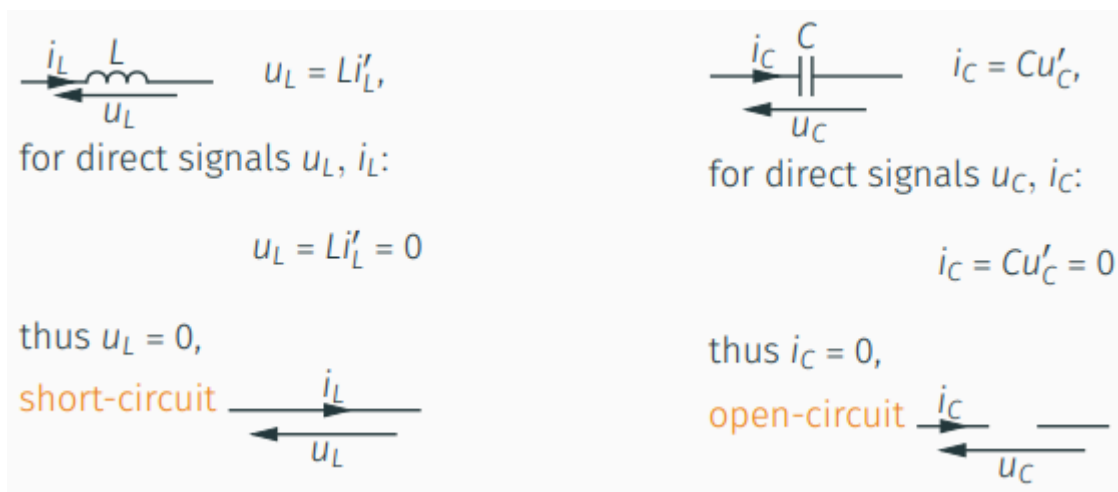 i_L L
u_L = Li′_L,
u_L
for direct signals u_L, i_L:
u_L = Li′_L = 0
thus u_L = 0,
short-circuit i_L
u_L
i_C C
i_C = Cu′_C,
u_C
for direct signals u_C, i_C:
i_C = Cu′_C = 0
thus i_C = 0,
open-circuit i_C
u_C